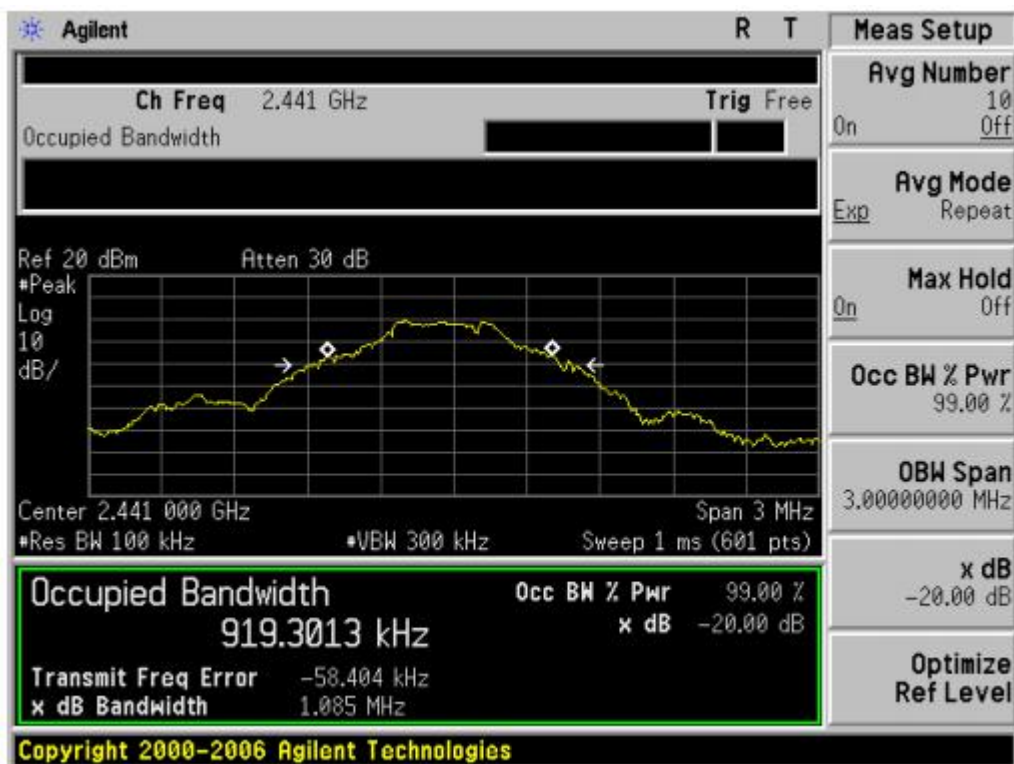 Agilent R T
Ch Freq 2.441 GHz Trig Free
Occupied Bandwidth
Ref 20 dBm Atten 30 dB
#Peak
Log
10
dB/
Center 2.441 000 GHz Span 3 MHz
#Res BW 100 kHz #VBW 300 kHz Sweep 1 ms (601 pts)
Occupied Bandwidth Occ BW % Pwr 99.00 %
919.3013 kHz x dB -20.00 dB
Transmit Freq Error -58.404 kHz
x dB Bandwidth 1.085 MHz
Copyright 2000-2006 Agilent Technologies
Meas Setup
Avg Number
10
On Off
Avg Mode
Exp Repeat
Max Hold
On Off
Occ BW % Pwr
99.00 %
OBW Span
3.00000000 MHz
x dB
-20.00 dB
Optimize
Ref Level